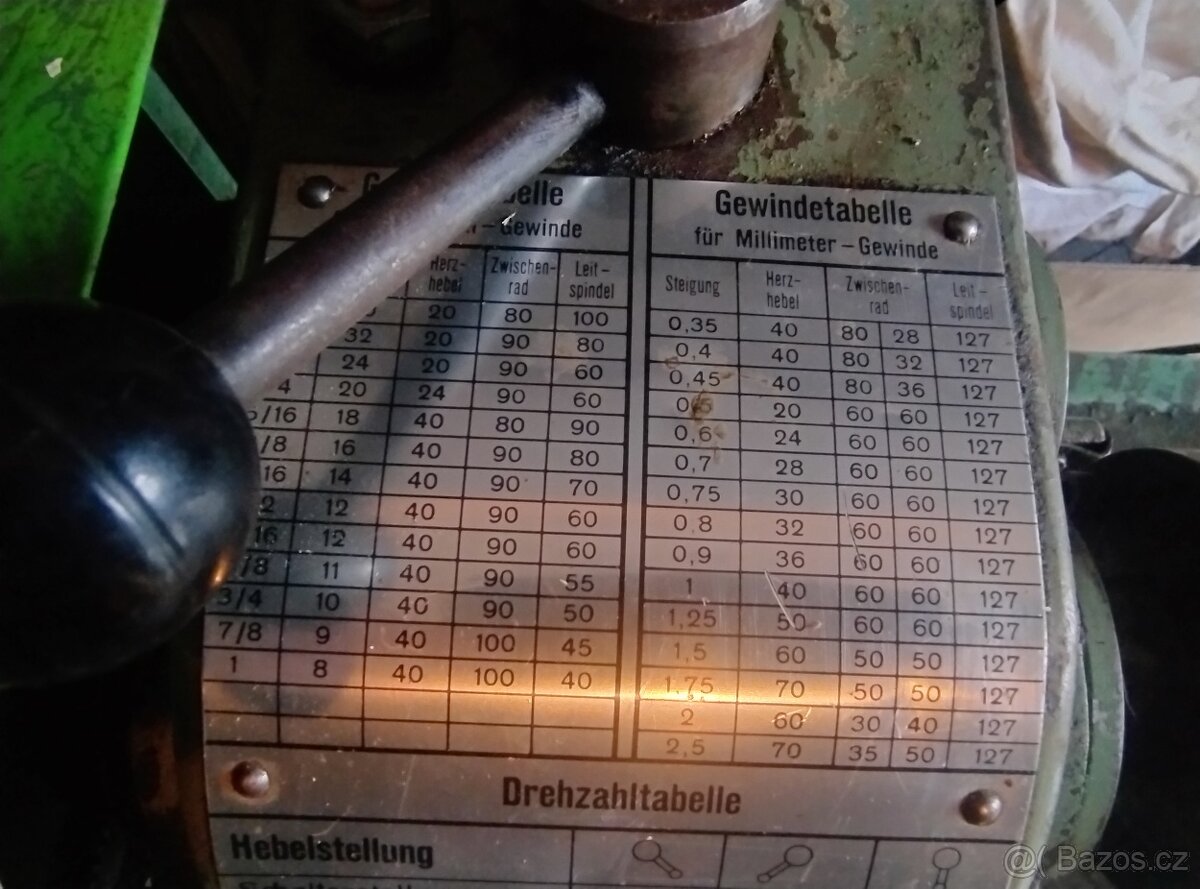 Gewinde
Herz- Zwischen- Leit-
hebel rad spindel
20 80 100
32 20 90 80
24 20 90 60
20 24 90 60
5/16 18 40 80 90
16 40 90 80
14 40 90 70
12 40 90 60
12 40 90 60
11 40 90 55
3/4 10 40 90 50
7/8 9 40 100 45
1 8 40 100 40
Gewindetabelle
für Millimeter – Gewinde
Steigung Herz- Zwischen- Leit-
hebel rad spindel
0,35 40 80 28 127
0,4 40 80 32 127
0,45 40 80 36 127
0,5 20 60 60 127
0,6 24 60 60 127
0,7 28 60 60 127
0,75 30 60 60 127
0,8 32 60 60 127
0,9 36 60 60 127
1 40 60 60 127
1,25 50 60 60 127
1,5 60 50 50 127
1,75 70 50 50 127
2 60 30 40 127
2,5 70 35 50 127
Drehzahltabelle
Hebelstellung
@( Bazos.cz